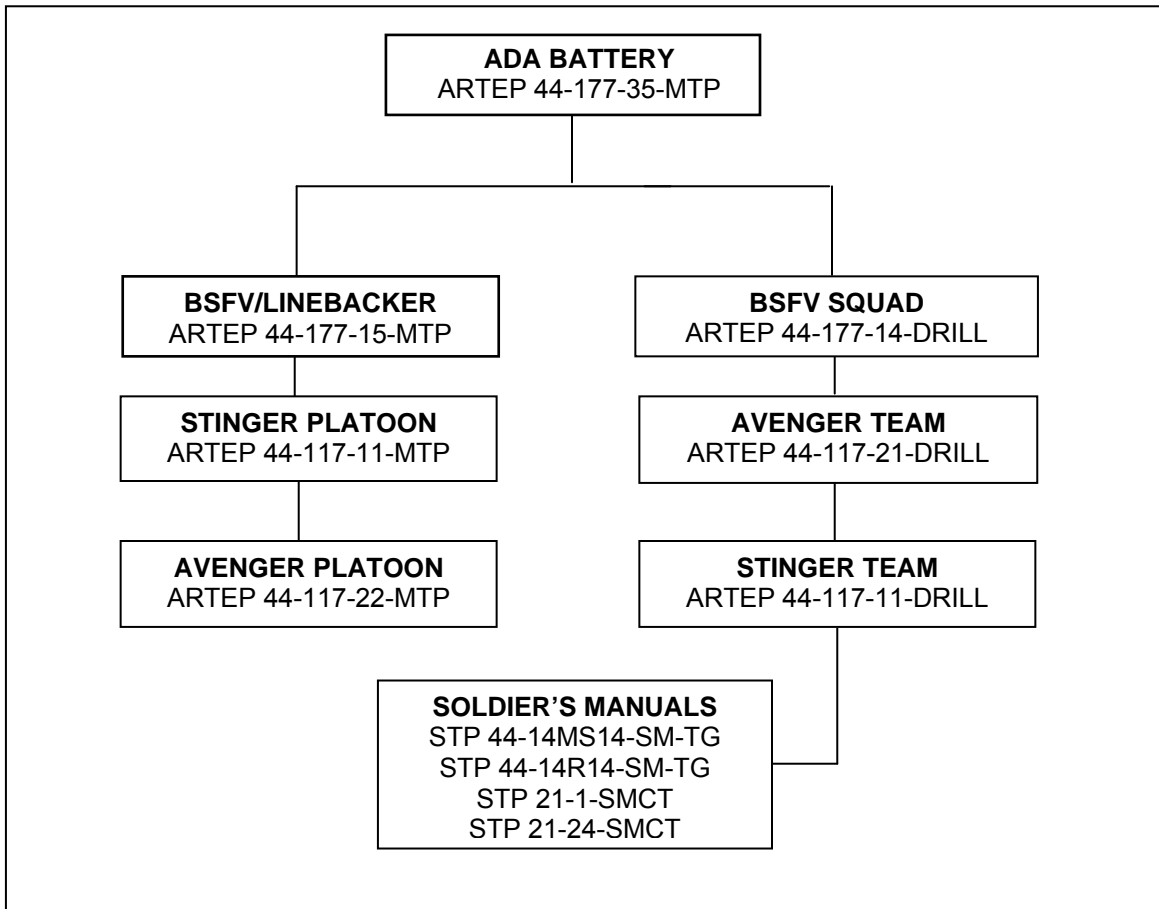 ADA BATTERY
ARTEP 44-177-35-MTP
BSFV/LINEBACKER
ARTEP 44-177-15-MTP
STINGER PLATOON
ARTEP 44-117-11-MTP
AVENGER PLATOON
ARTEP 44-117-22-MTP
BSFV SQUAD
ARTEP 44-177-14-DRILL
AVENGER TEAM
ARTEP 44-117-21-DRILL
STINGER TEAM
ARTEP 44-117-11-DRILL
SOLDIER’S MANUALS
STP 44-14MS14-SM-TG
STP 44-14R14-SM-TG
STP 21-1-SMCT
STP 21-24-SMCT